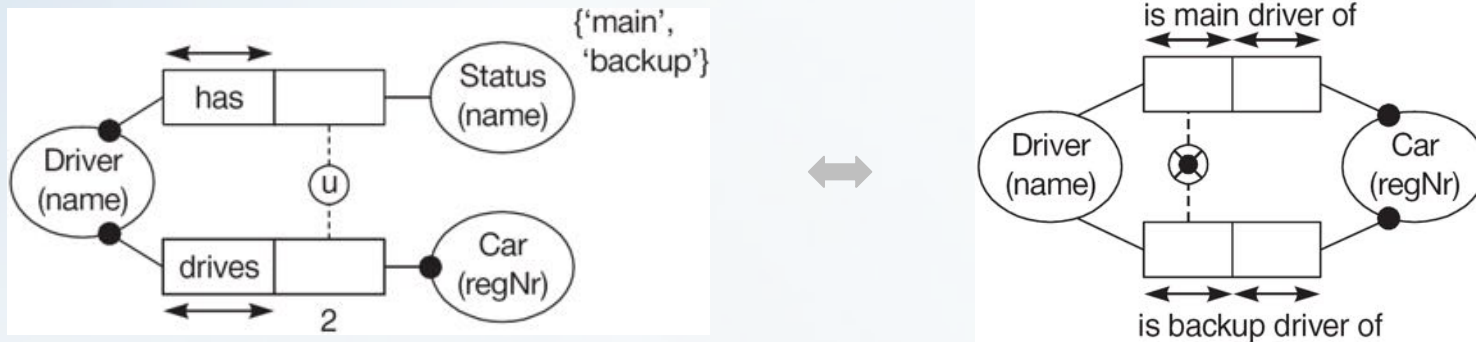 {‘main’,
‘backup’}
has
Status
(name)
Driver
(name)
u
drives
Car
(regNr)
2
is main driver of
Driver
(name)
Car
(regNr)
is backup driver of